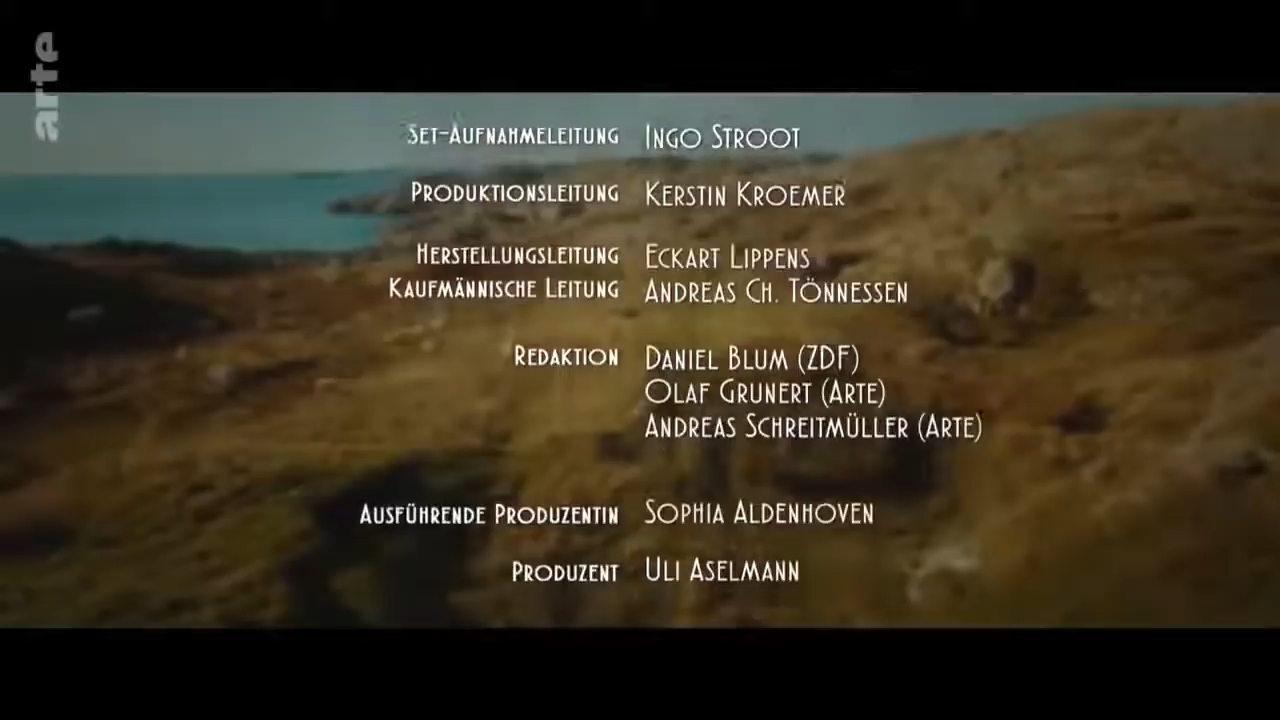 arte
Set-Aufnahmeleitung Ingo Stroot
Produktionsleitung Kerstin Kroemer
Herstellungsleitung Eckart Lippens
Kaufmännische Leitung Andreas Ch. Tönnessen
Redaktion Daniel Blum (ZDF)
Olaf Grunert (Arte)
Andreas Schreitmüller (Arte)
Ausführende Produzentin Sophia Aldenhoven
Produzent Uli Aselmann